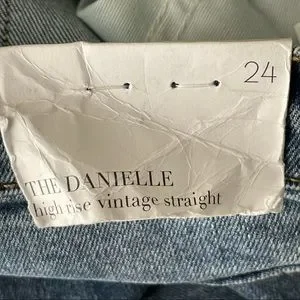 24
THE DANIELLE
high rise vintage straight